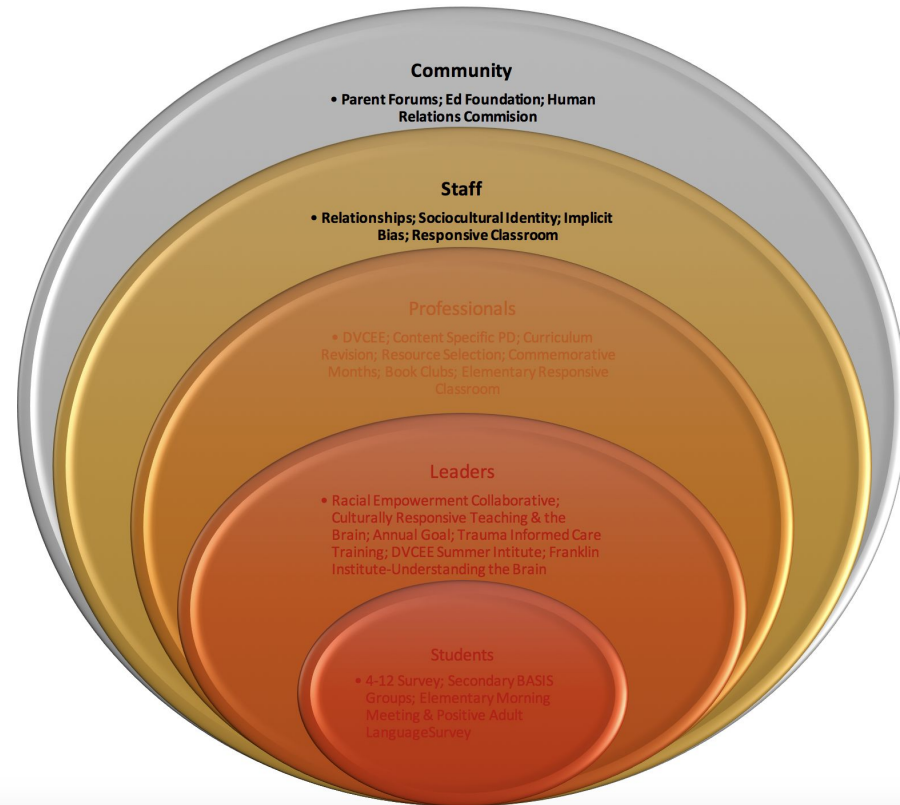 Community
• Parent Forums; Ed Foundation; Human
Relations Commision
Staff
• Relationships; Sociocultural Identity; Implicit
Bias; Responsive Classroom
Professionals
• DVCEE; Content Specific PD; Curriculum
Revision; Resource Selection; Commemorative
Months; Book Clubs; Elementary Responsive
Classroom
Leaders
• Racial Empowerment Collaborative;
Culturally Responsive Teaching & the
Brain; Annual Goal; Trauma Informed Care
Training; DVCEE Summer Intitute; Franklin
Institute-Understanding the Brain
Students
• 4-12 Survey; Secondary BASIS
Groups; Elementary Morning
Meeting & Positive Adult
LanguageSurvey